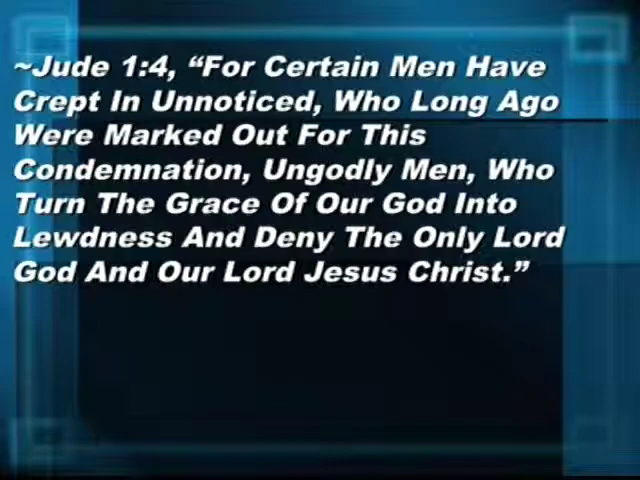 ~Jude 1:4, “For Certain Men Have
Crept In Unnoticed, Who Long Ago
Were Marked Out For This
Condemnation, Ungodly Men, Who
Turn The Grace Of Our God Into
Lewdness And Deny The Only Lord
God And Our Lord Jesus Christ.”